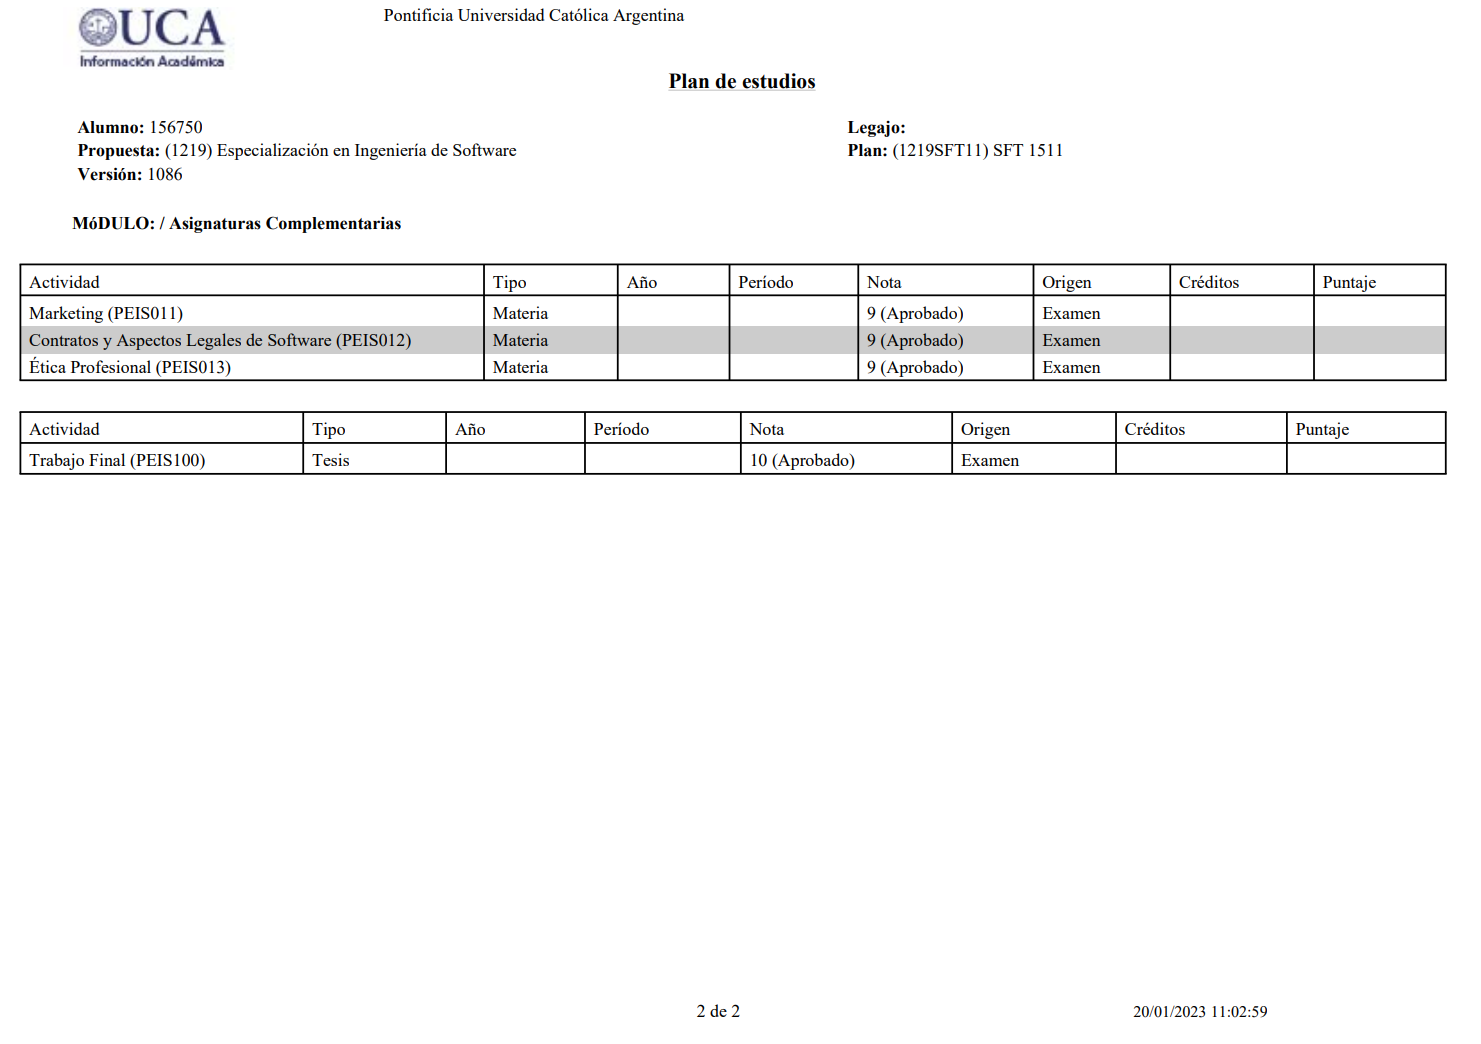 UCA
Información Académica
Pontificia Universidad Católica Argentina
Plan de estudios
Alumno: 156750
Legajo:
Propuesta: (1219) Especialización en Ingeniería de Software
Plan: (1219SFT11) SFT 1511
Versión: 1086
MóDULO: / Asignaturas Complementarias
Actividad Tipo Año Período Nota Origen Créditos Puntaje
Marketing (PEIS011) Materia 9 (Aprobado) Examen
Contratos y Aspectos Legales de Software (PEIS012) Materia 9 (Aprobado) Examen
Ética Profesional (PEIS013) Materia 9 (Aprobado) Examen
Actividad Tipo Año Período Nota Origen Créditos Puntaje
Trabajo Final (PEIS100) Tesis 10 (Aprobado) Examen
2 de 2
20/01/2023 11:02:59